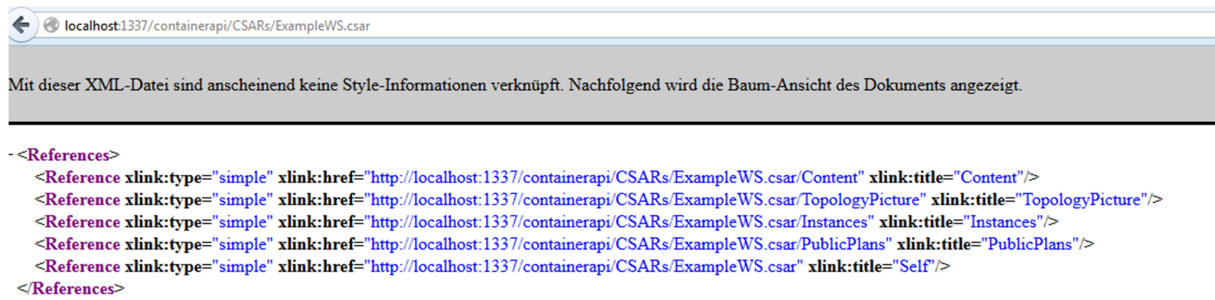 localhost:1337/containerapi/CSARs/ExampleWS.csar
Mit dieser XML-Datei sind anscheinend keine Style-Informationen verknüpft. Nachfolgend wird die Baum-Ansicht des Dokuments angezeigt.
- <References>
<Reference xlink:type="simple" xlink:href="http://localhost:1337/containerapi/CSARs/ExampleWS.csar/Content" xlink:title="Content"/>
<Reference xlink:type="simple" xlink:href="http://localhost:1337/containerapi/CSARs/ExampleWS.csar/TopologyPicture" xlink:title="TopologyPicture"/>
<Reference xlink:type="simple" xlink:href="http://localhost:1337/containerapi/CSARs/ExampleWS.csar/Instances" xlink:title="Instances"/>
<Reference xlink:type="simple" xlink:href="http://localhost:1337/containerapi/CSARs/ExampleWS.csar/PublicPlans" xlink:title="PublicPlans"/>
<Reference xlink:type="simple" xlink:href="http://localhost:1337/containerapi/CSARs/ExampleWS.csar" xlink:title="Self"/>
</References>